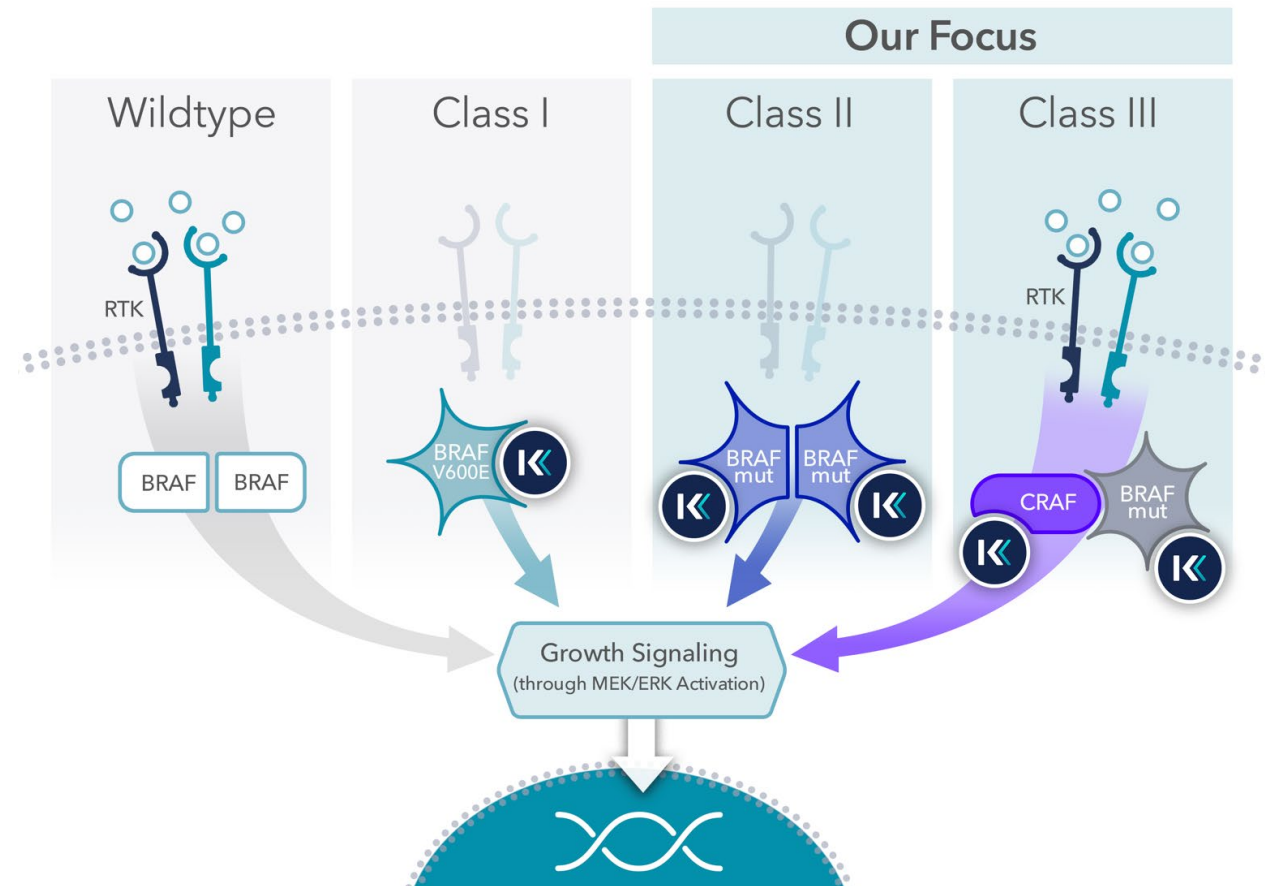 Our Focus
Wildtype
Class I
Class II
Class III
RTK
RTK
BRAF
BRAF
BRAF
V600E
BRAF
mut
BRAF
mut
CRAF
BRAF
mut
Growth Signaling
(through MEK/ERK Activation)